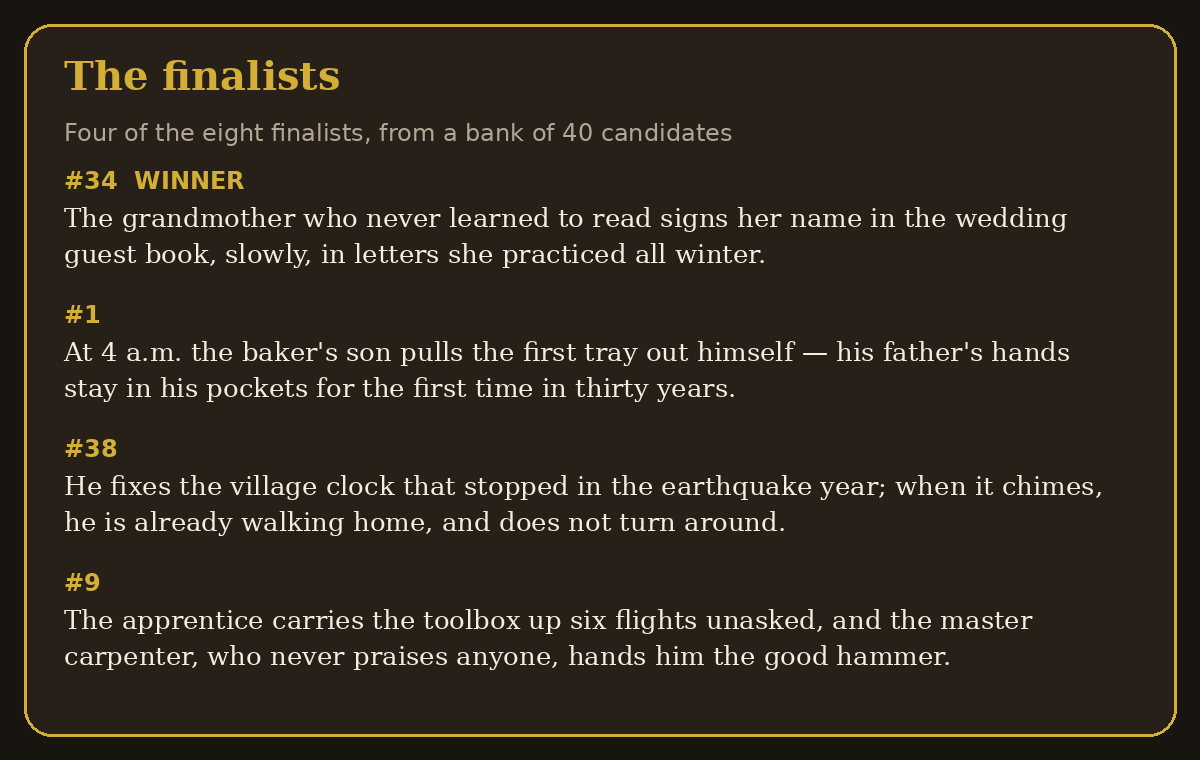 The finalists
Four of the eight finalists, from a bank of 40 candidates
#34 WINNER
The grandmother who never learned to read signs her name in the wedding
guest book, slowly, in letters she practiced all winter.
#1
At 4 a.m. the baker's son pulls the first tray out himself — his father's hands
stay in his pockets for the first time in thirty years.
#38
He fixes the village clock that stopped in the earthquake year; when it chimes,
he is already walking home, and does not turn around.
#9
The apprentice carries the toolbox up six flights unasked, and the master
carpenter, who never praises anyone, hands him the good hammer.